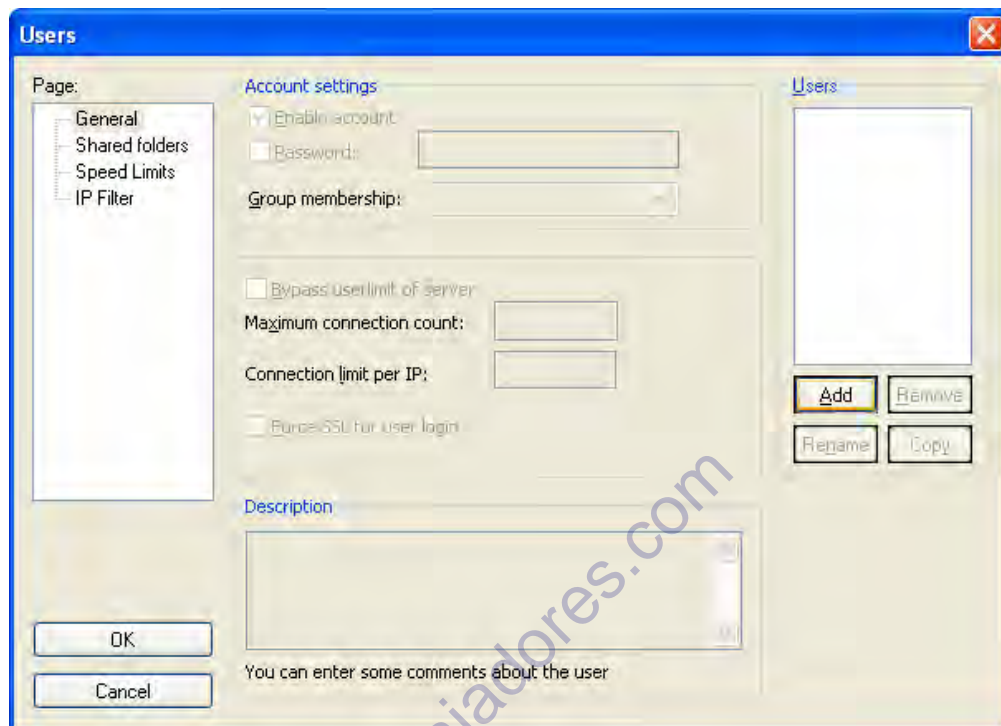 Users
Page:
General
Shared folders
Speed Limits
IP Filter
OK
Cancel
Account settings
Enable account
Password:
Group membership:
Bypass userlimit of server
Maximum connection count:
Connection limit per IP:
Force SSL for user login
Description
You can enter some comments about the user
Users
Add
Remove
Rename
Copy
iadores.com